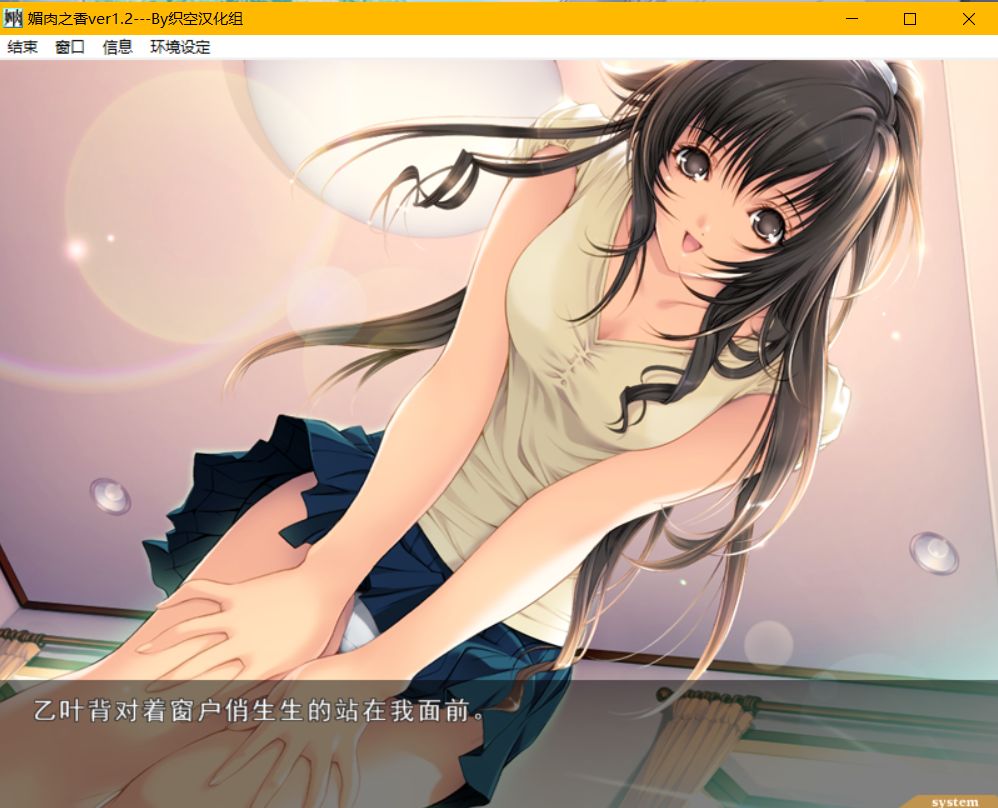 媚肉之香ver1.2---By织空汉化组
结束 窗口 信息 环境设定
乙叶背对着窗户俏生生的站在我面前。
system